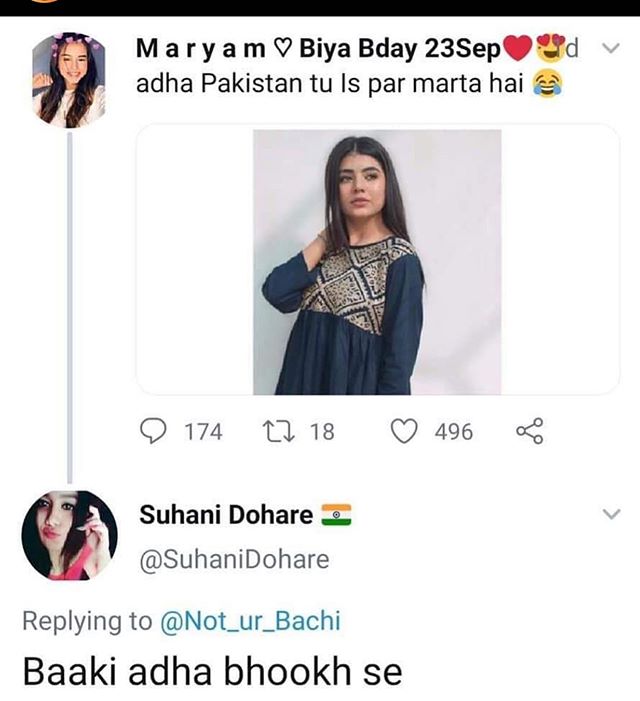 M a r y a m ♡ Biya Bday 23Sep❤️🥰d
adha Pakistan tu Is par marta hai 😂
174 18 496
Suhani Dohare 🇮🇳
@SuhaniDohare
Replying to @Not_ur_Bachi
Baaki adha bhookh se